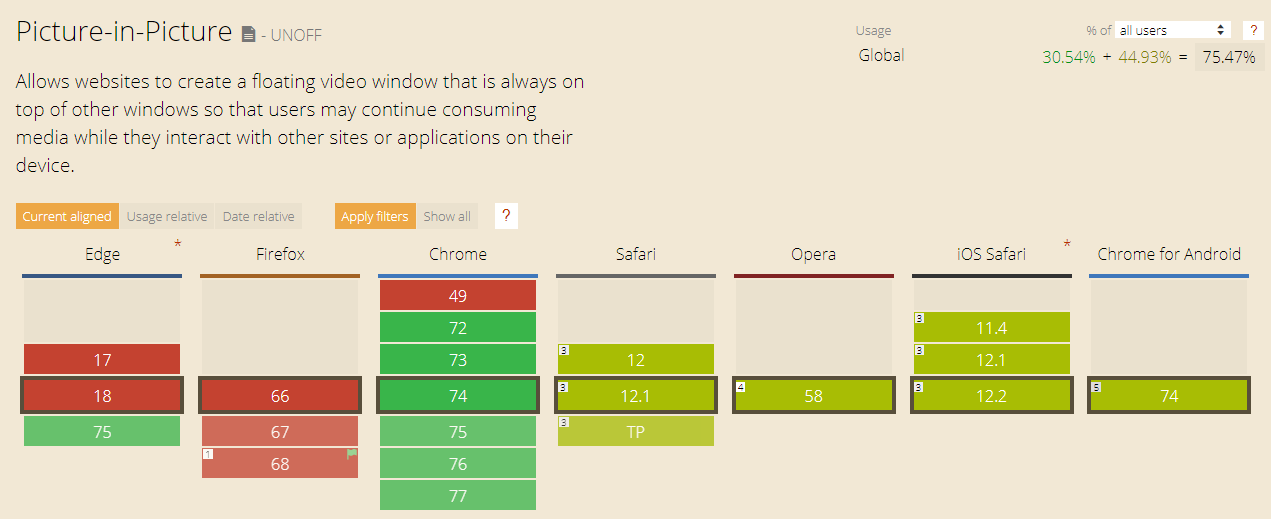 Picture-in-Picture - UNOFF
Usage % of all users ?
Global 30.54% + 44.93% = 75.47%
Allows websites to create a floating video window that is always on
top of other windows so that users may continue consuming
media while they interact with other sites or applications on their
device.
Current aligned Usage relative Date relative Apply filters Show all ?
Edge * Firefox Chrome Safari Opera iOS Safari * Chrome for Android
49
72 3 11.4
17 73 3 12 3 12.1
18 66 74 3 12.1 4 58 3 12.2 5 74
75 67 75 3 TP
1 68 76
77